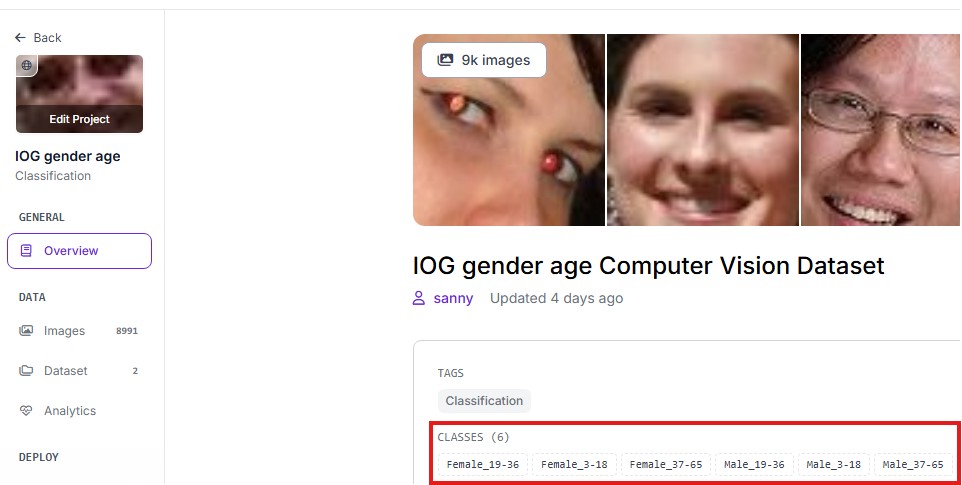 Back
Edit Project
IOG gender age
Classification
GENERAL
Overview
DATA
Images 8991
Dataset 2
Analytics
DEPLOY
9k images
IOG gender age Computer Vision Dataset
sanny Updated 4 days ago
TAGS
Classification
CLASSES (6)
Female_19-36 Female_3-18 Female_37-65 Male_19-36 Male_3-18 Male_37-65